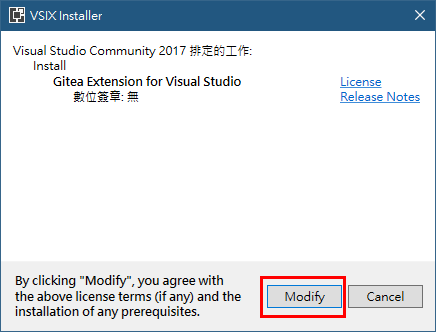 VSIX Installer
Visual Studio Community 2017 排定的工作:
Install
Gitea Extension for Visual Studio
License
數位簽章: 無
Release Notes
By clicking "Modify", you agree with
the above license terms (if any) and the
installation of any prerequisites.
Modify
Cancel